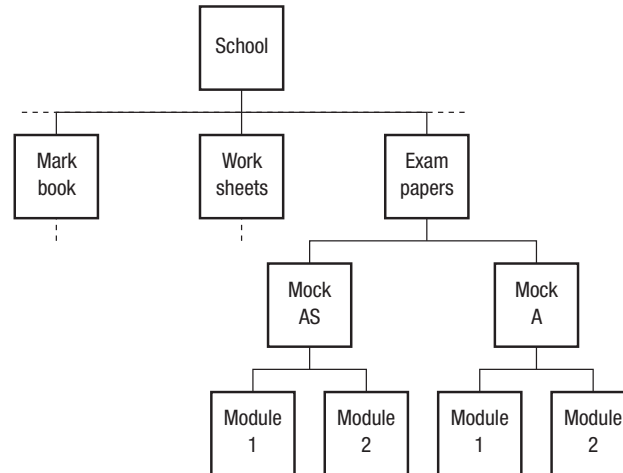 School
Mark
book
Work
sheets
Exam
papers
Mock
AS
Mock
A
Module
1
Module
2
Module
1
Module
2